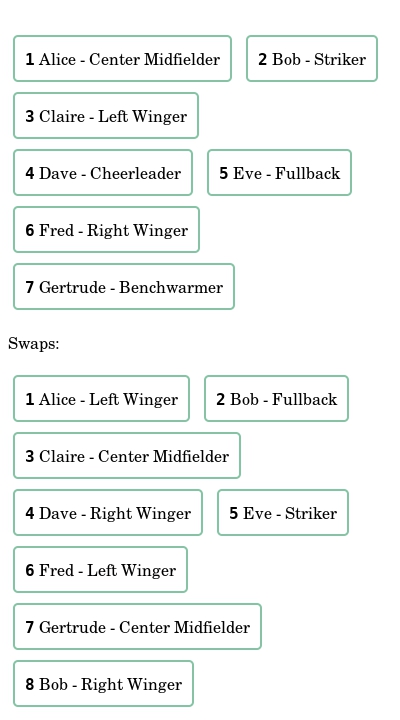 1 Alice - Center Midfielder 2 Bob - Striker
3 Claire - Left Winger
4 Dave - Cheerleader 5 Eve - Fullback
6 Fred - Right Winger
7 Gertrude - Benchwarmer
Swaps:
1 Alice - Left Winger 2 Bob - Fullback
3 Claire - Center Midfielder
4 Dave - Right Winger 5 Eve - Striker
6 Fred - Left Winger
7 Gertrude - Center Midfielder
8 Bob - Right Winger